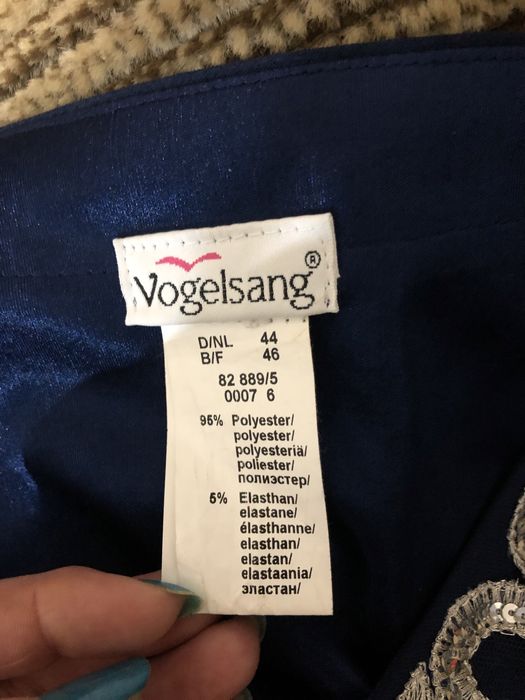 Vogelsang®
D/NL 44
B/F 46
82 889/5
0007 6
95% Polyester/
polyester/
polyesteriä/
poliester/
полиэстер/
5% Elasthan/
elastane/
élasthanne/
elasthan/
elastan/
elastaania/
эластан/